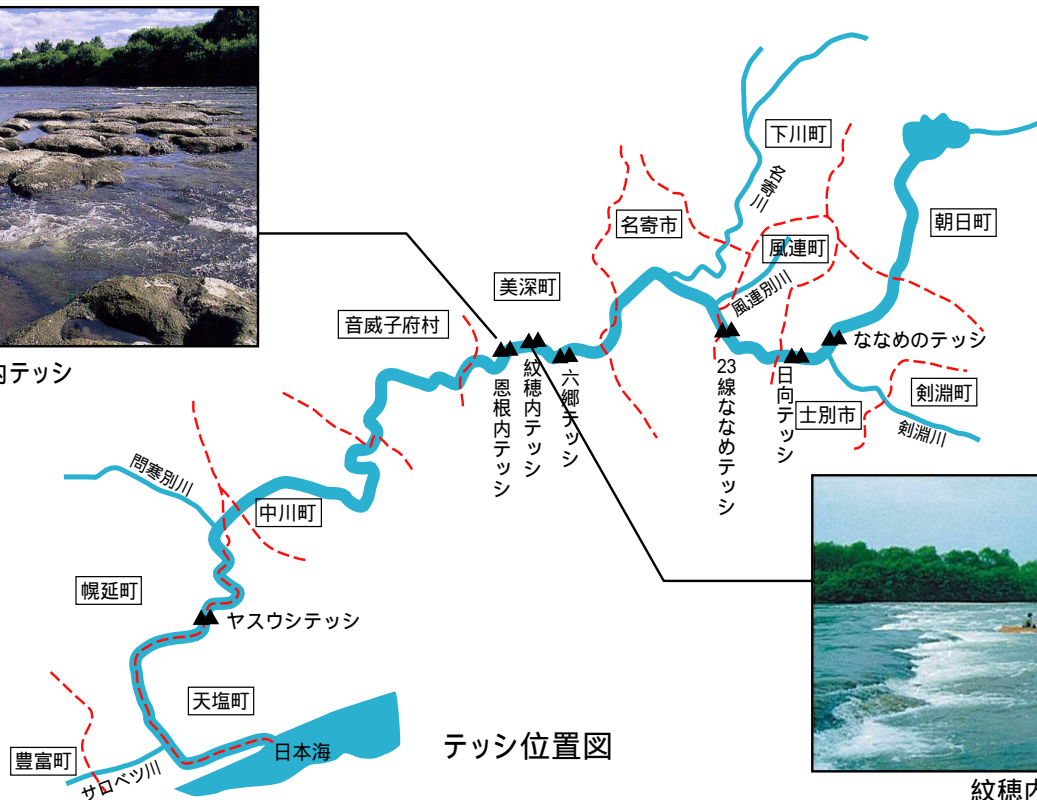 内テッシ
下川町
名寄川
名寄市
風連町
朝日町
美深町
風連別川
音威子府村
ななめのテッシ
恩根内テッシ
紋穂内テッシ
六郷テッシ
23線ななめテッシ
日向テッシ
士別市
剣淵町
剣淵川
問寒別川
中川町
幌延町
ヤスウシテッシ
天塩町
日本海
テッシ位置図
豊富町
サロベツ川
紋穂内